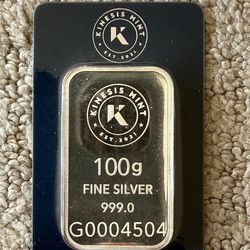 KINESIS MINT
K
EST. 2021
KINESIS MINT
K
EST. 2021
100g
FINE SILVER
999.0
G0004504